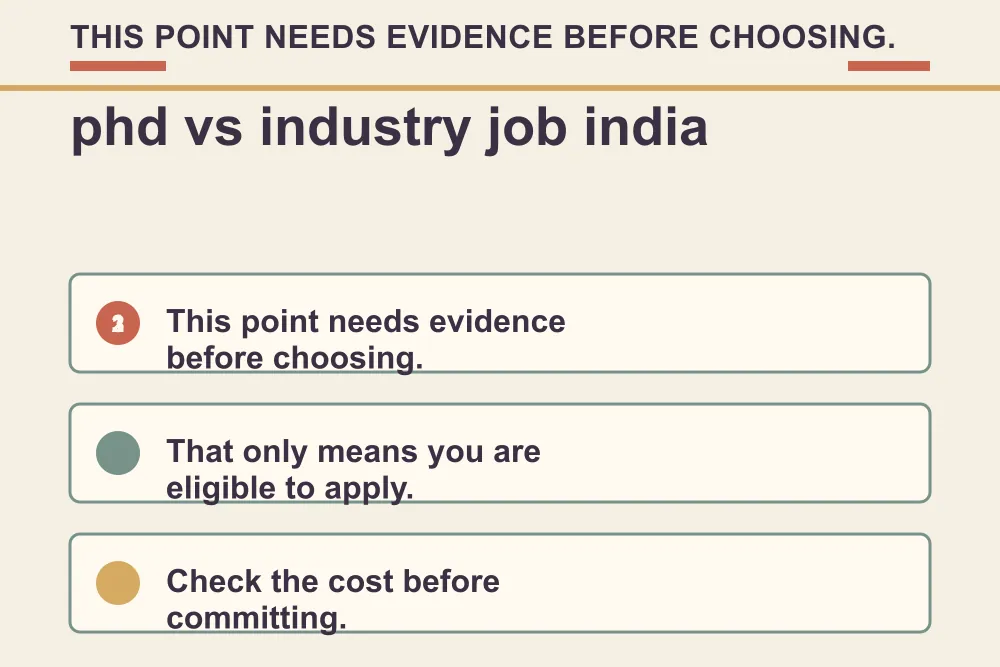 THIS POINT NEEDS EVIDENCE BEFORE CHOOSING.
phd vs industry job india
This point needs evidence
before choosing.
That only means you are
eligible to apply.
Check the cost before
committing.